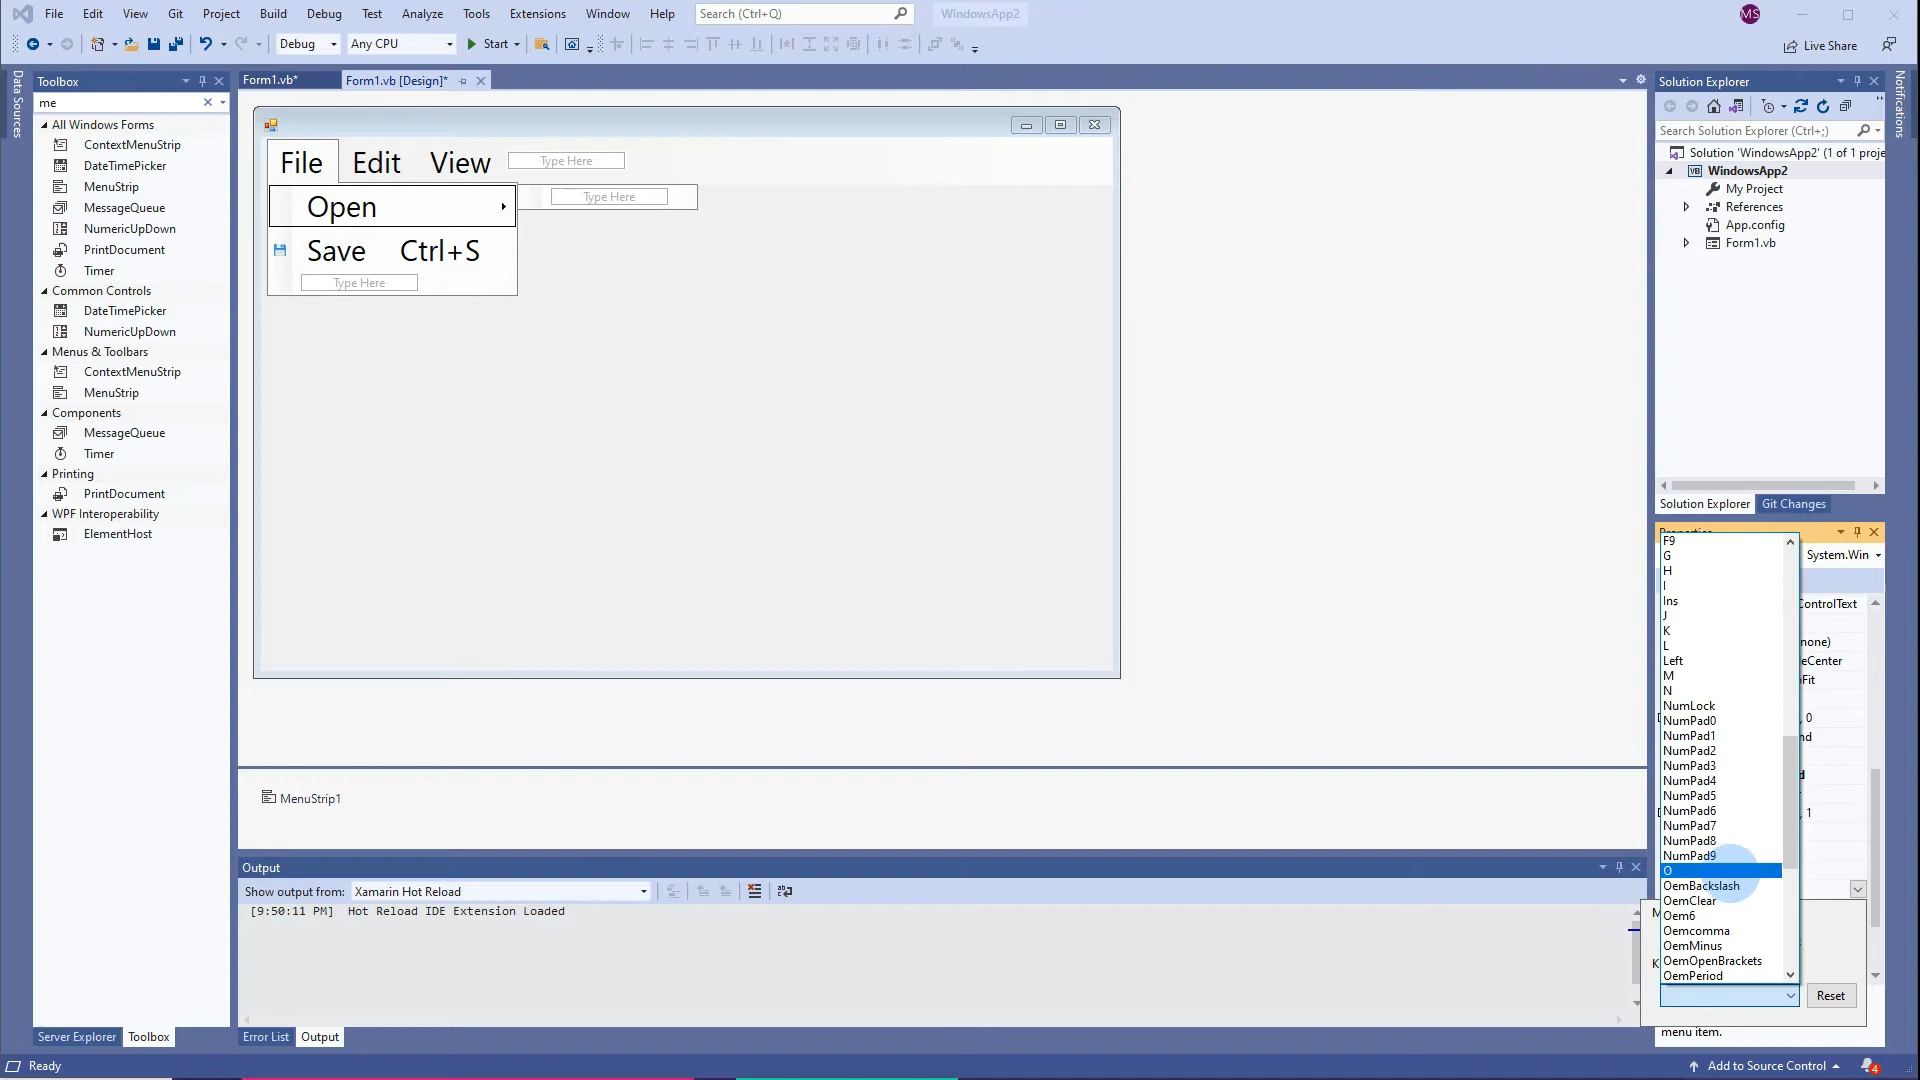 File Edit View Git Project Build Debug Test Analyze Tools Extensions Window Help Search (Ctrl+Q) WindowsApp2 MS
Debug Any CPU Start Live Share
Data Sources
Toolbox
me
All Windows Forms
ContextMenuStrip
DateTimePicker
MenuStrip
MessageQueue
NumericUpDown
PrintDocument
Timer
Common Controls
DateTimePicker
NumericUpDown
Menus & Toolbars
ContextMenuStrip
MenuStrip
Components
MessageQueue
Timer
Printing
PrintDocument
WPF Interoperability
ElementHost
Server Explorer Toolbox
Form1.vb* Form1.vb [Design]*
File Edit View Type Here
Open Type Here
Save Ctrl+S
Type Here
MenuStrip1
Output
Show output from: Xamarin Hot Reload
[9:50:11 PM] Hot Reload IDE Extension Loaded
Error List Output
Solution Explorer
Search Solution Explorer (Ctrl+;)
Solution 'WindowsApp2' (1 of 1 proje
WindowsApp2
My Project
References
App.config
Form1.vb
Solution Explorer Git Changes
Notifications
System.Win
F9
G
H
I
Ins
J
K
L
Left
M
N
NumLock
NumPad0
NumPad1
NumPad2
NumPad3
NumPad4
NumPad5
NumPad6
NumPad7
NumPad8
NumPad9
O
OemBackslash
OemClear
Oem6
Oemcomma
OemMinus
OemOpenBrackets
OemPeriod
ControlText
none)
eCenter
Fit
, 0
nd
d
, 1
M
K
Reset
menu item.
Ready
Add to Source Control 4